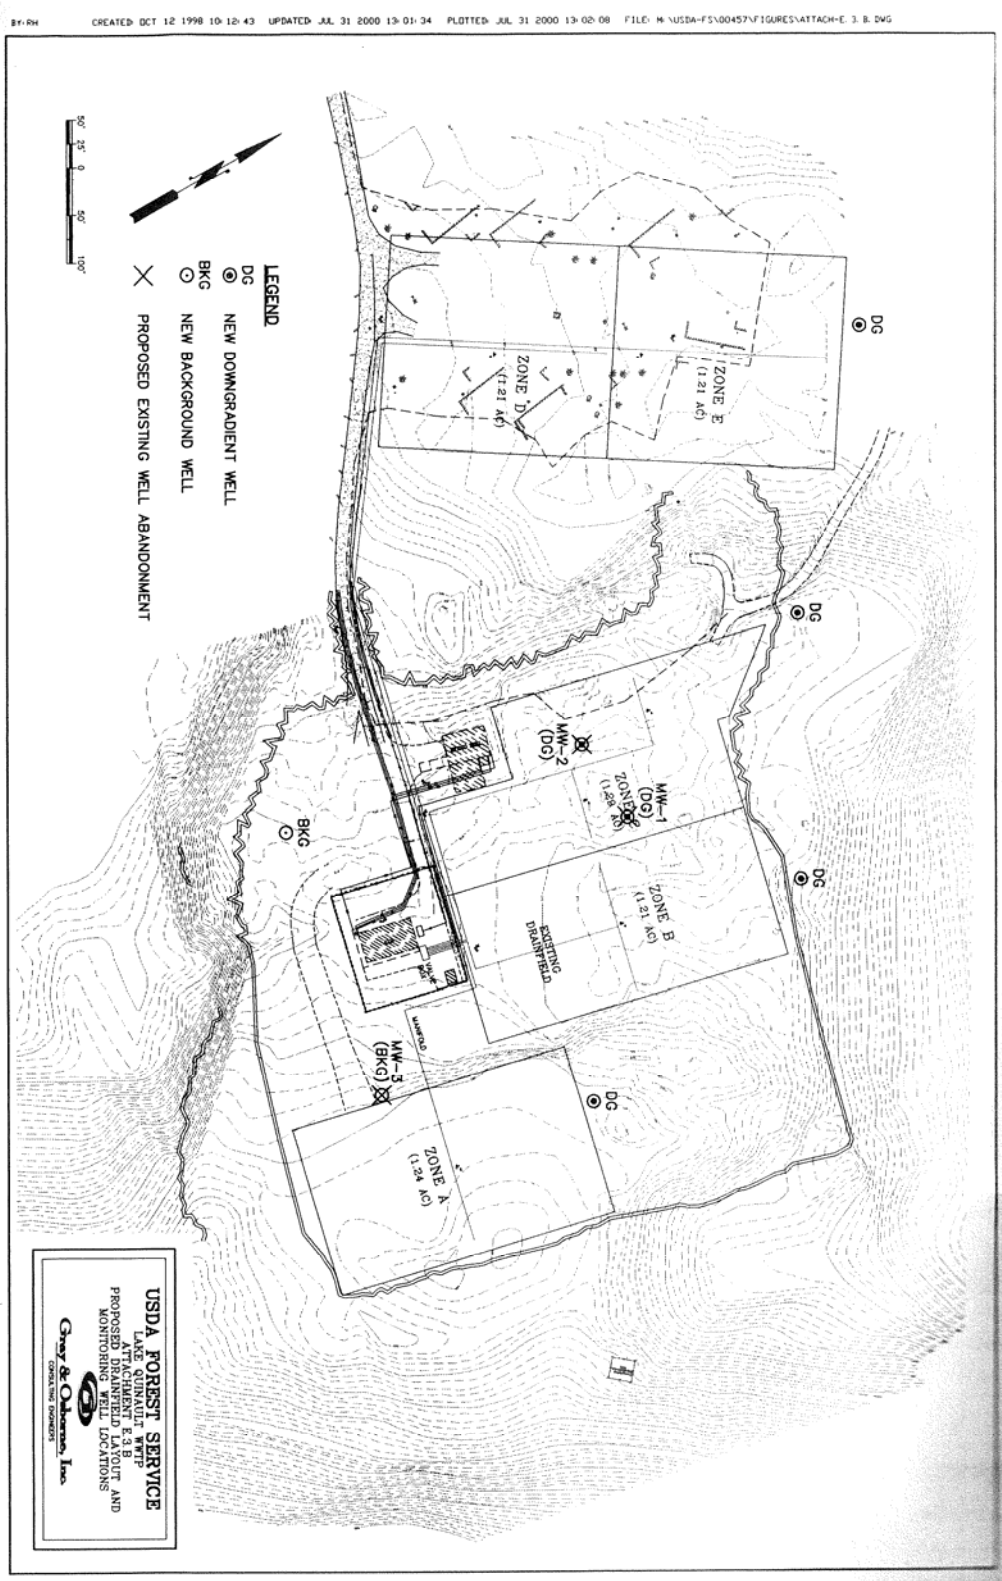 BY: RH CREATED: OCT 12 1998 10:12:43 UPDATED: JUL 31 2000 13:01:34 PLOTTED: JUL 31 2000 13:02:08 FILE: M:\USDA-FS\00457\FIGURES\ATTACH-E.3.B.DWG
50' 25' 0 50' 100'
LEGEND
DG NEW DOWNGRADIENT WELL
BKG NEW BACKGROUND WELL
PROPOSED EXISTING WELL ABANDONMENT
DG
ZONE E
(1.21 AC)
ZONE D
(1.21 AC)
DG
MW-2
(DG)
MW-1
(DG)
ZONE C
(1.29 AC)
DG
ZONE B
(1.21 AC)
EXISTING
DRAINFIELD
BKG
VALVE
BOX
MANIFOLD
MW-3
(BKG)
DG
ZONE A
(1.24 AC)
USDA FOREST SERVICE
LAKE QUINAULT WWTP
ATTACHMENT E.3.B
PROPOSED DRAINFIELD LAYOUT AND
MONITORING WELL LOCATIONS
Gray & Osborne, Inc.
CONSULTING ENGINEERS